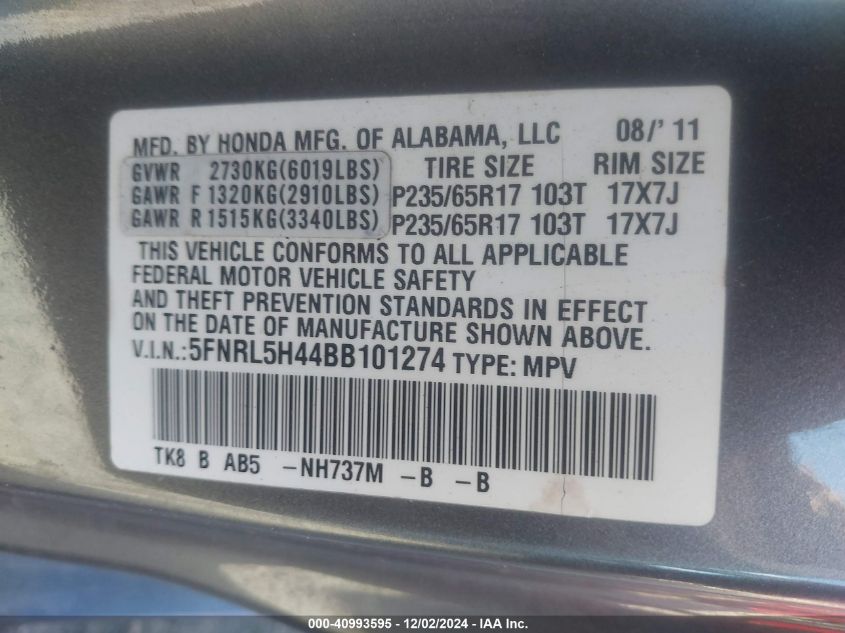 MFD. BY HONDA MFG. OF ALABAMA, LLC 08/' 11
GVWR 2730KG(6019LBS) TIRE SIZE RIM SIZE
GAWR F 1320KG(2910LBS) P235/65R17 103T 17X7J
GAWR R 1515KG(3340LBS) P235/65R17 103T 17X7J
THIS VEHICLE CONFORMS TO ALL APPLICABLE
FEDERAL MOTOR VEHICLE SAFETY
AND THEFT PREVENTION STANDARDS IN EFFECT
ON THE DATE OF MANUFACTURE SHOWN ABOVE.
V.I.N.:5FNRL5H44BB101274 TYPE: MPV
TK8 B AB5 -NH737M -B -B
000-40993595 - 12/02/2024 - IAA Inc.